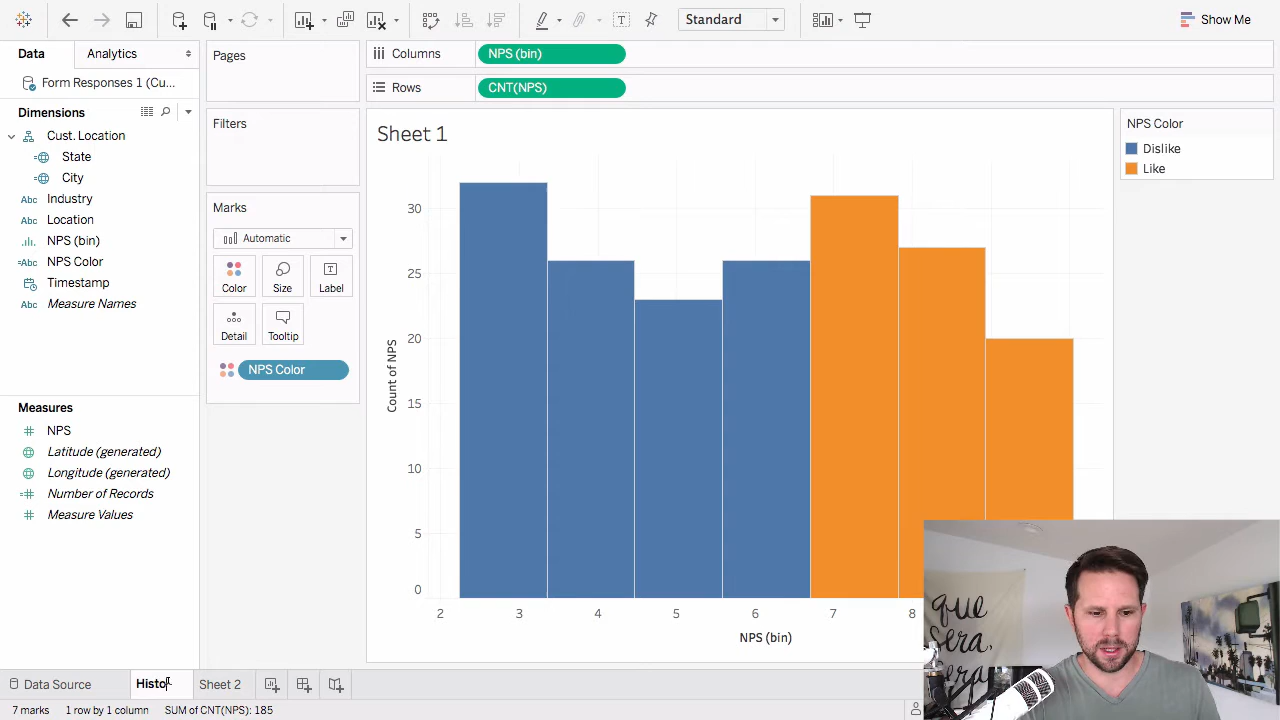 Standard
Show Me
Data
Analytics
Form Responses 1 (Cu...
Dimensions
Cust. Location
State
City
Abc Industry
Abc Location
NPS (bin)
=Abc NPS Color
Timestamp
Abc Measure Names
Measures
NPS
Latitude (generated)
Longitude (generated)
Number of Records
Measure Values
Pages
Filters
Marks
Automatic
Color
Size
Label
Detail
Tooltip
NPS Color
Columns
NPS (bin)
Rows
CNT(NPS)
Sheet 1
NPS Color
Dislike
Like
Count of NPS
30
25
20
15
10
5
0
2 3 4 5 6 7 8
NPS (bin)
que
sera,
sera
Data Source
Histo
Sheet 2
7 marks
1 row by 1 column
SUM of CNT(NPS): 185